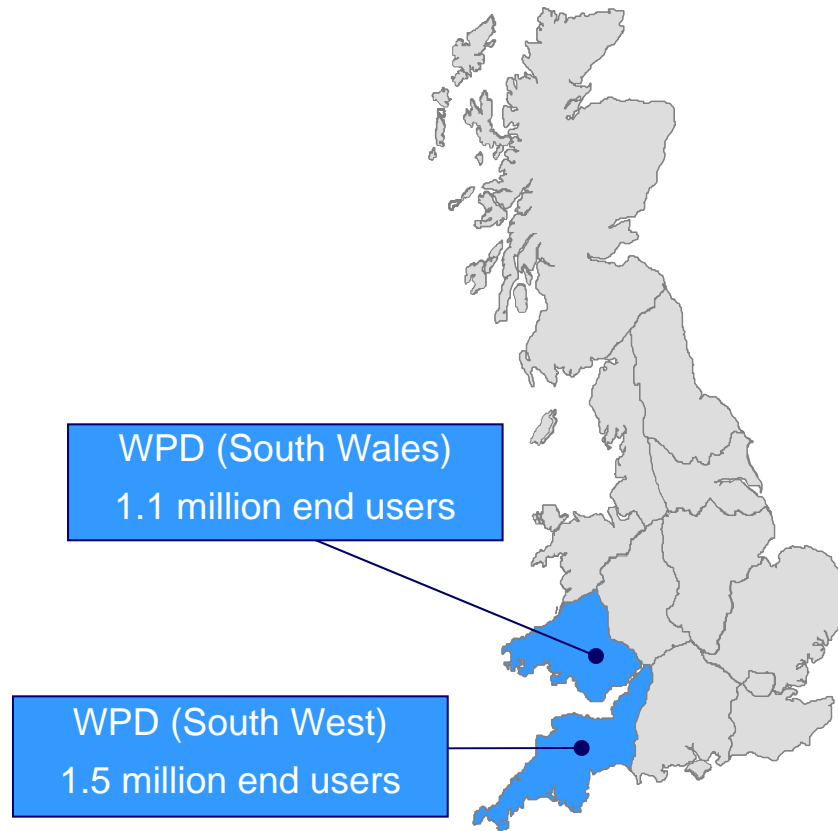 WPD (South Wales)
1.1 million end users
WPD (South West)
1.5 million end users